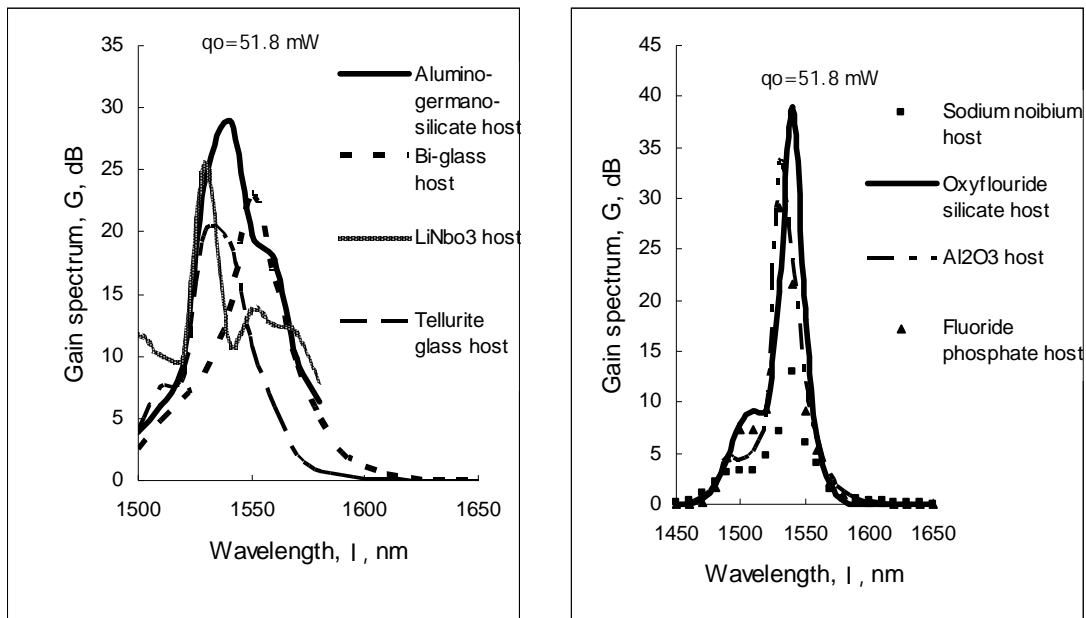 qo=51.8 mW
Gain spectrum, G, dB
35
30
25
20
15
10
5
0
1500
1550
1600
1650
Wavelength, l , nm
Alumino-
germano-
silicate host
Bi-glass
host
LiNbo3 host
Tellurite
glass host
qo=51.8 mW
Gain spectrum, G, dB
45
40
35
30
25
20
15
10
5
0
1450
1500
1550
1600
1650
Wavelength, l , nm
Sodium noibium
host
Oxyflouride
silicate host
Al2O3 host
Fluoride
phosphate host